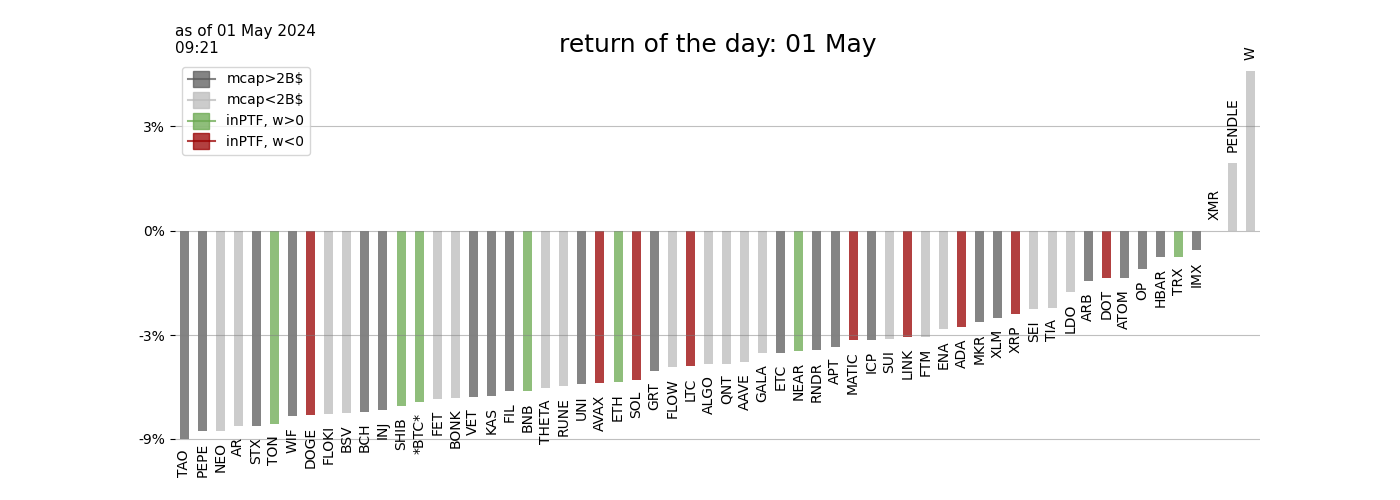 as of 01 May 2024
09:21
return of the day: 01 May
mcap>2B$
mcap<2B$
inPTF, w>0
inPTF, w<0
3%
0%
-3%
-9%
TAO
PEPE
NEO
AR
STX
TON
WIF
DOGE
FLOKI
BSV
BCH
INJ
SHIB
*BTC*
FET
BONK
VET
KAS
FIL
BNB
THETA
RUNE
UNI
AVAX
ETH
SOL
GRT
FLOW
LTC
ALGO
QNT
AAVE
GALA
ETC
NEAR
RNDR
APT
MATIC
ICP
SUI
LINK
FTM
ENA
ADA
MKR
XLM
XRP
SEI
TIA
LDO
ARB
DOT
ATOM
OP
HBAR
TRX
IMX
XMR
PENDLE
W